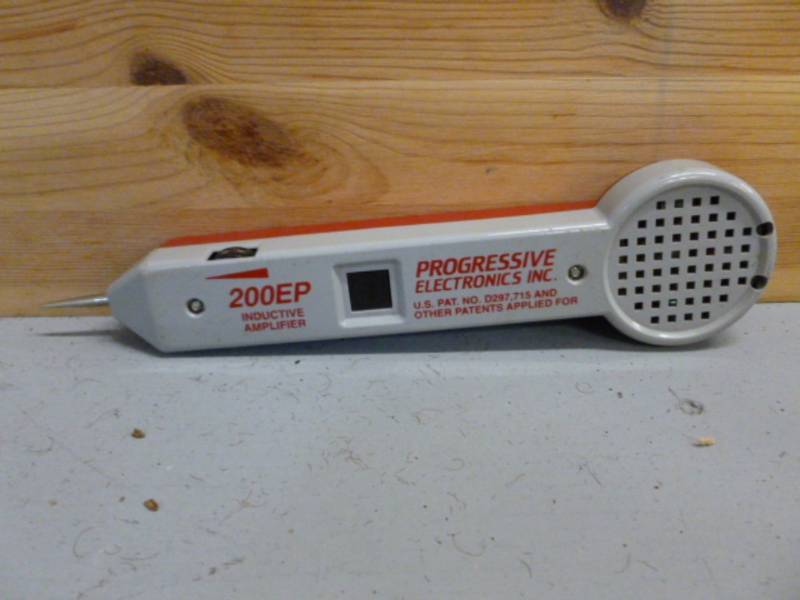 200EP
INDUCTIVE
AMPLIFIER
PROGRESSIVE
ELECTRONICS INC.
U.S. PAT. NO. D297,715 AND
OTHER PATENTS APPLIED FOR